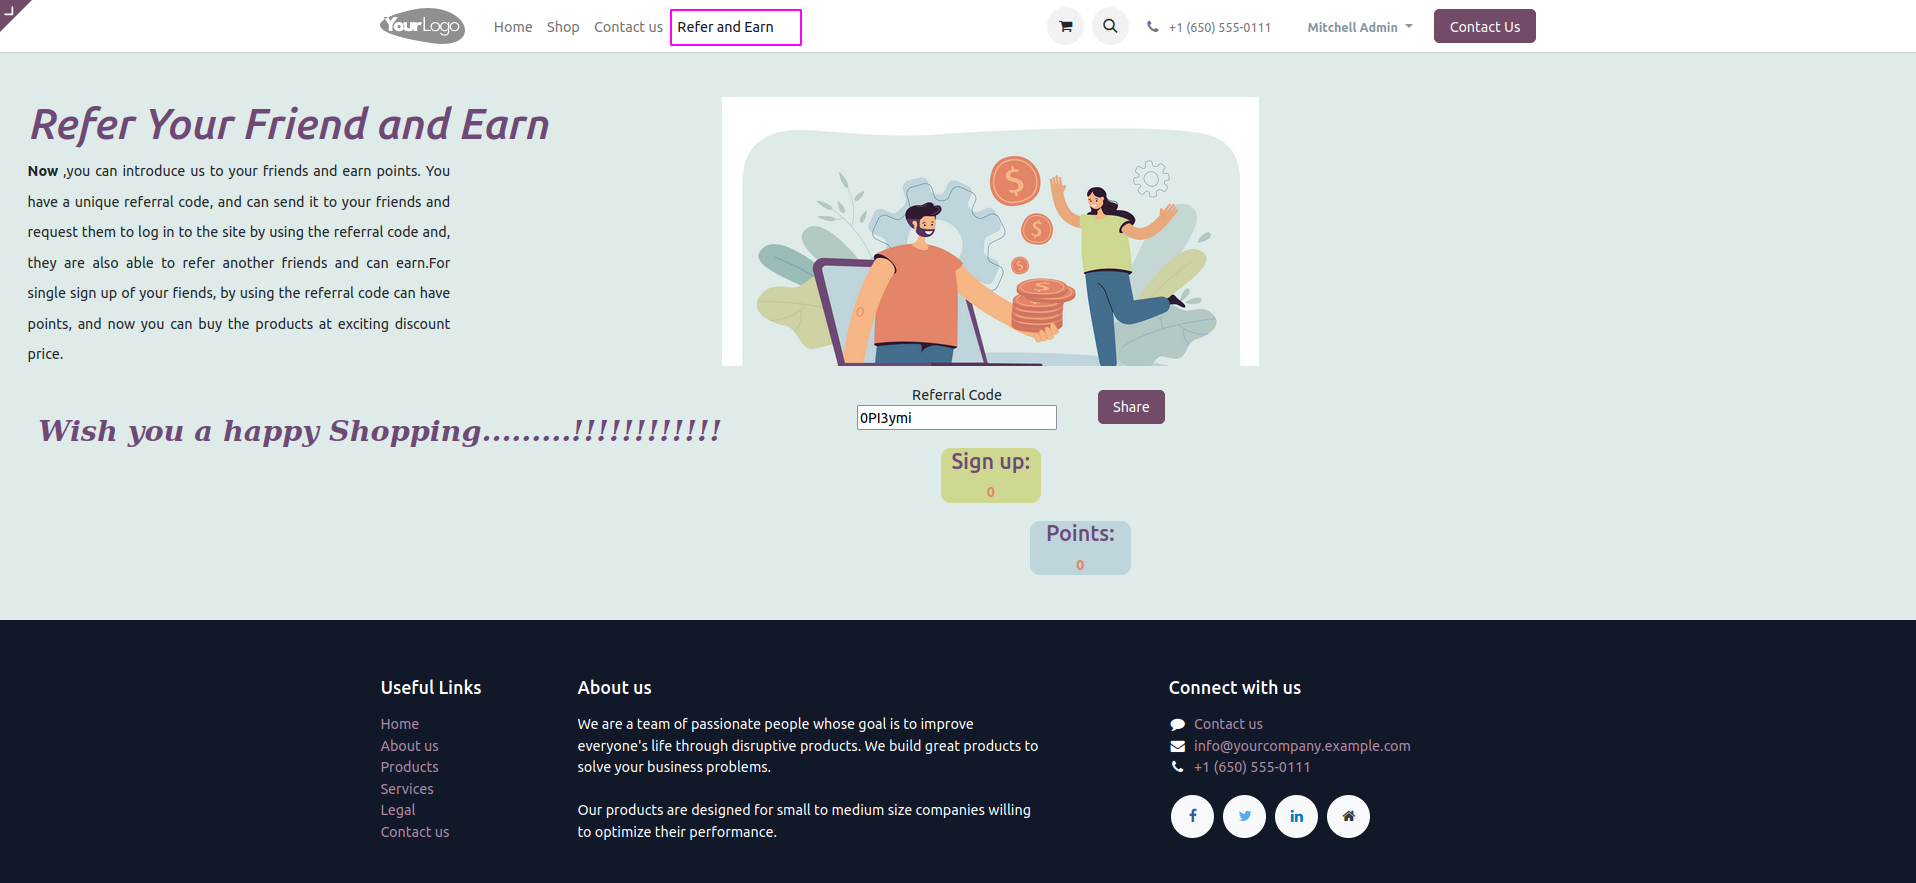 YourLogo
Home Shop Contact us Refer and Earn
+1 (650) 555-0111
Mitchell Admin
Contact Us
Refer Your Friend and Earn
Now ,you can introduce us to your friends and earn points. You
have a unique referral code, and can send it to your friends and
request them to log in to the site by using the referral code and,
they are also able to refer another friends and can earn.For
single sign up of your fiends, by using the referral code can have
points, and now you can buy the products at exciting discount
price.
Wish you a happy Shopping.........!!!!!!!!!!!!
Referral Code
0PI3ymi
Share
Sign up:
0
Points:
0
Useful Links
Home
About us
Products
Services
Legal
Contact us
About us
We are a team of passionate people whose goal is to improve
everyone's life through disruptive products. We build great products to
solve your business problems.
Our products are designed for small to medium size companies willing
to optimize their performance.
Connect with us
Contact us
info@yourcompany.example.com
+1 (650) 555-0111